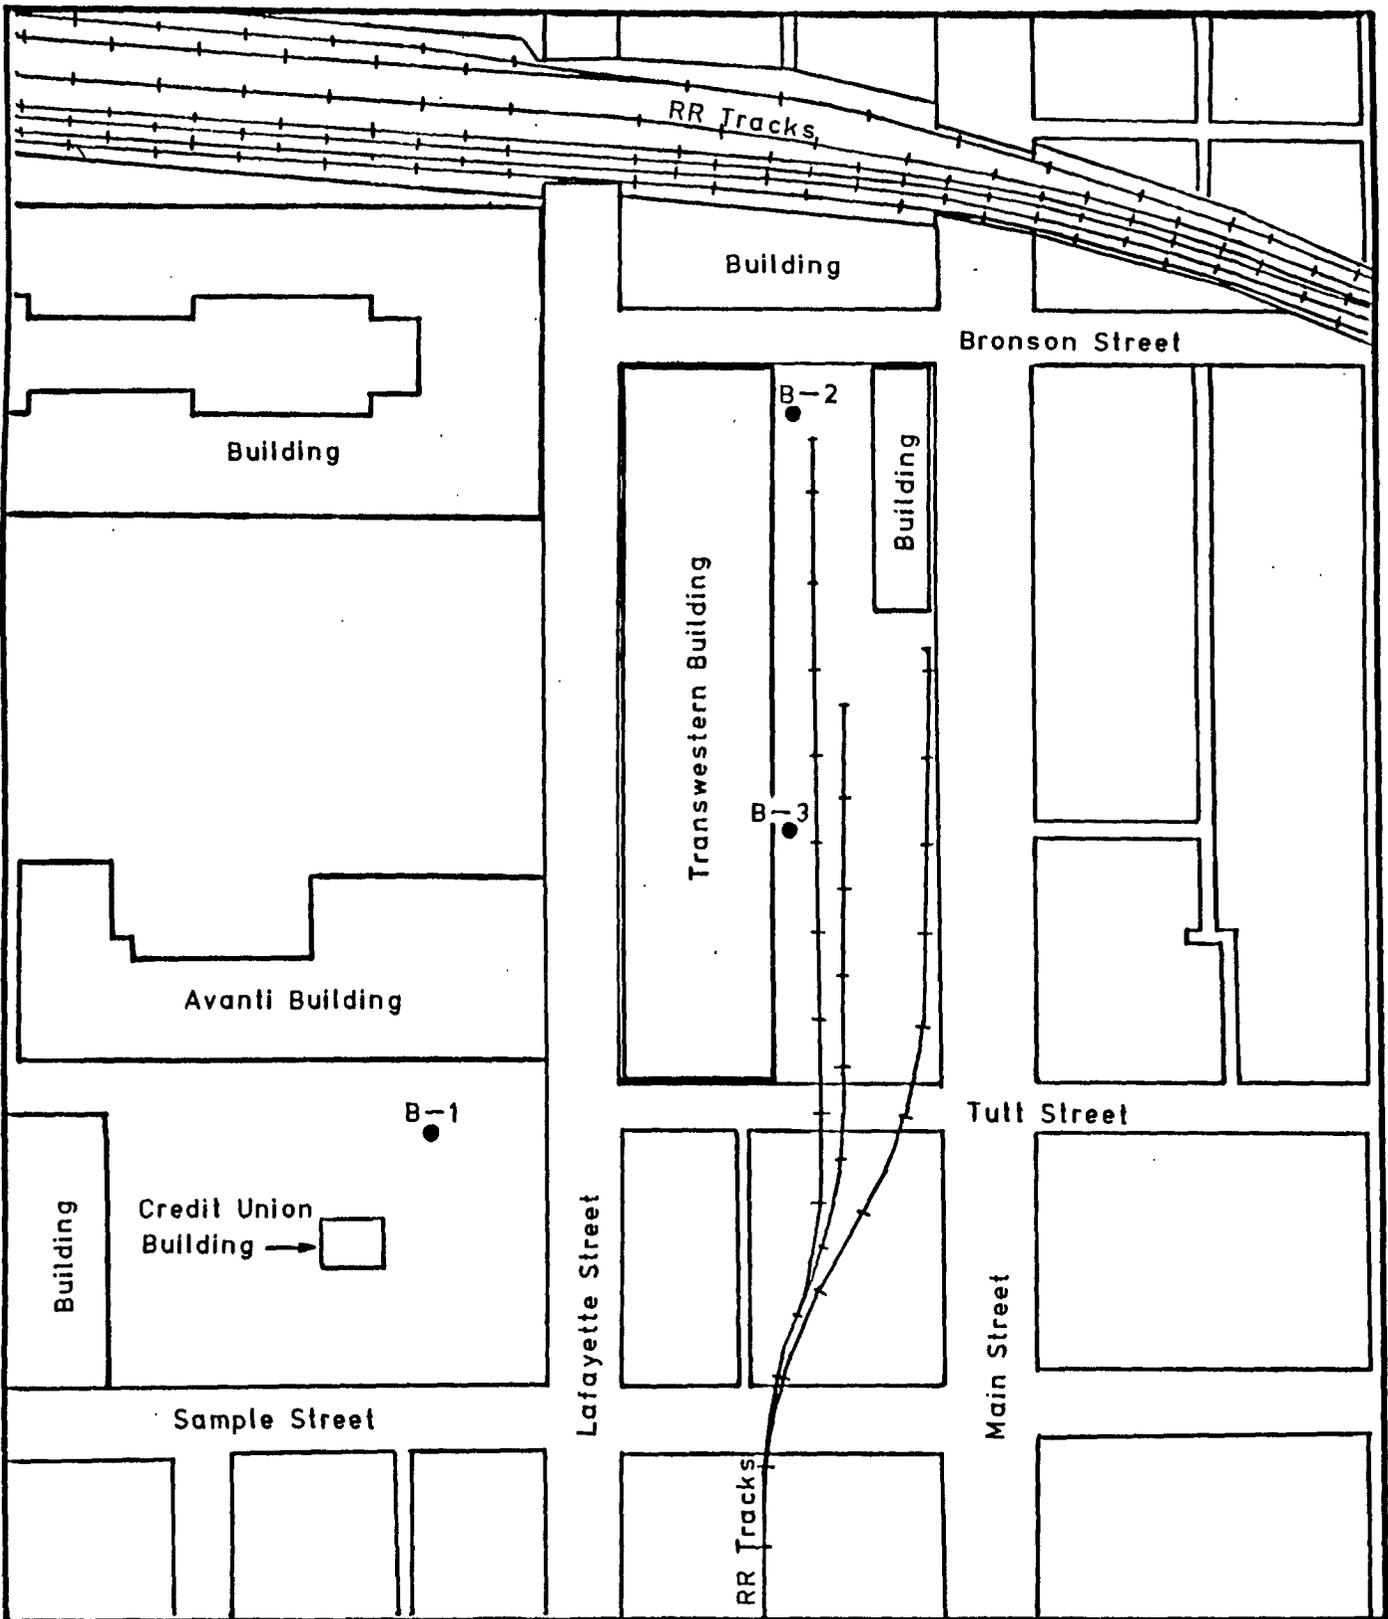 RR Tracks
Building
Bronson Street
B-2
Building
Building
Transwestern Building
B-3
Avanti Building
B-1
Tutt Street
Credit Union
Building
Building
Lafayette Street
Main Street
Sample Street
RR Tracks